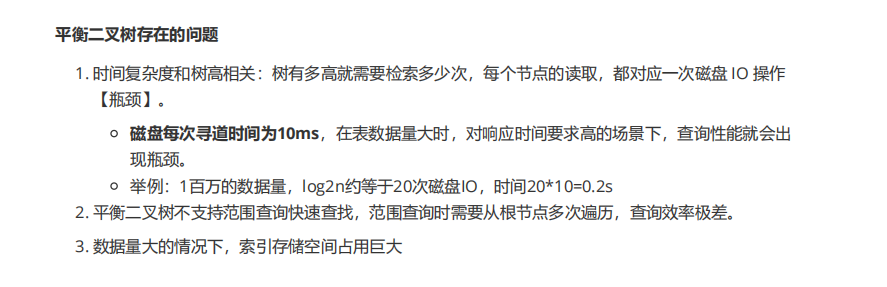 平衡二叉树存在的问题
1. 时间复杂度和树高相关：树有多高就需要检索多少次，每个节点的读取，都对应一次磁盘 IO 操作
【瓶颈】。
磁盘每次寻道时间为10ms，在表数据量大时，对响应时间要求高的场景下，查询性能就会出
现瓶颈。
举例：1百万的数据量，log2n约等于20次磁盘IO，时间20*10=0.2s
2. 平衡二叉树不支持范围查询快速查找，范围查询时需要从根节点多次遍历，查询效率极差。
3. 数据量大的情况下，索引存储空间占用巨大